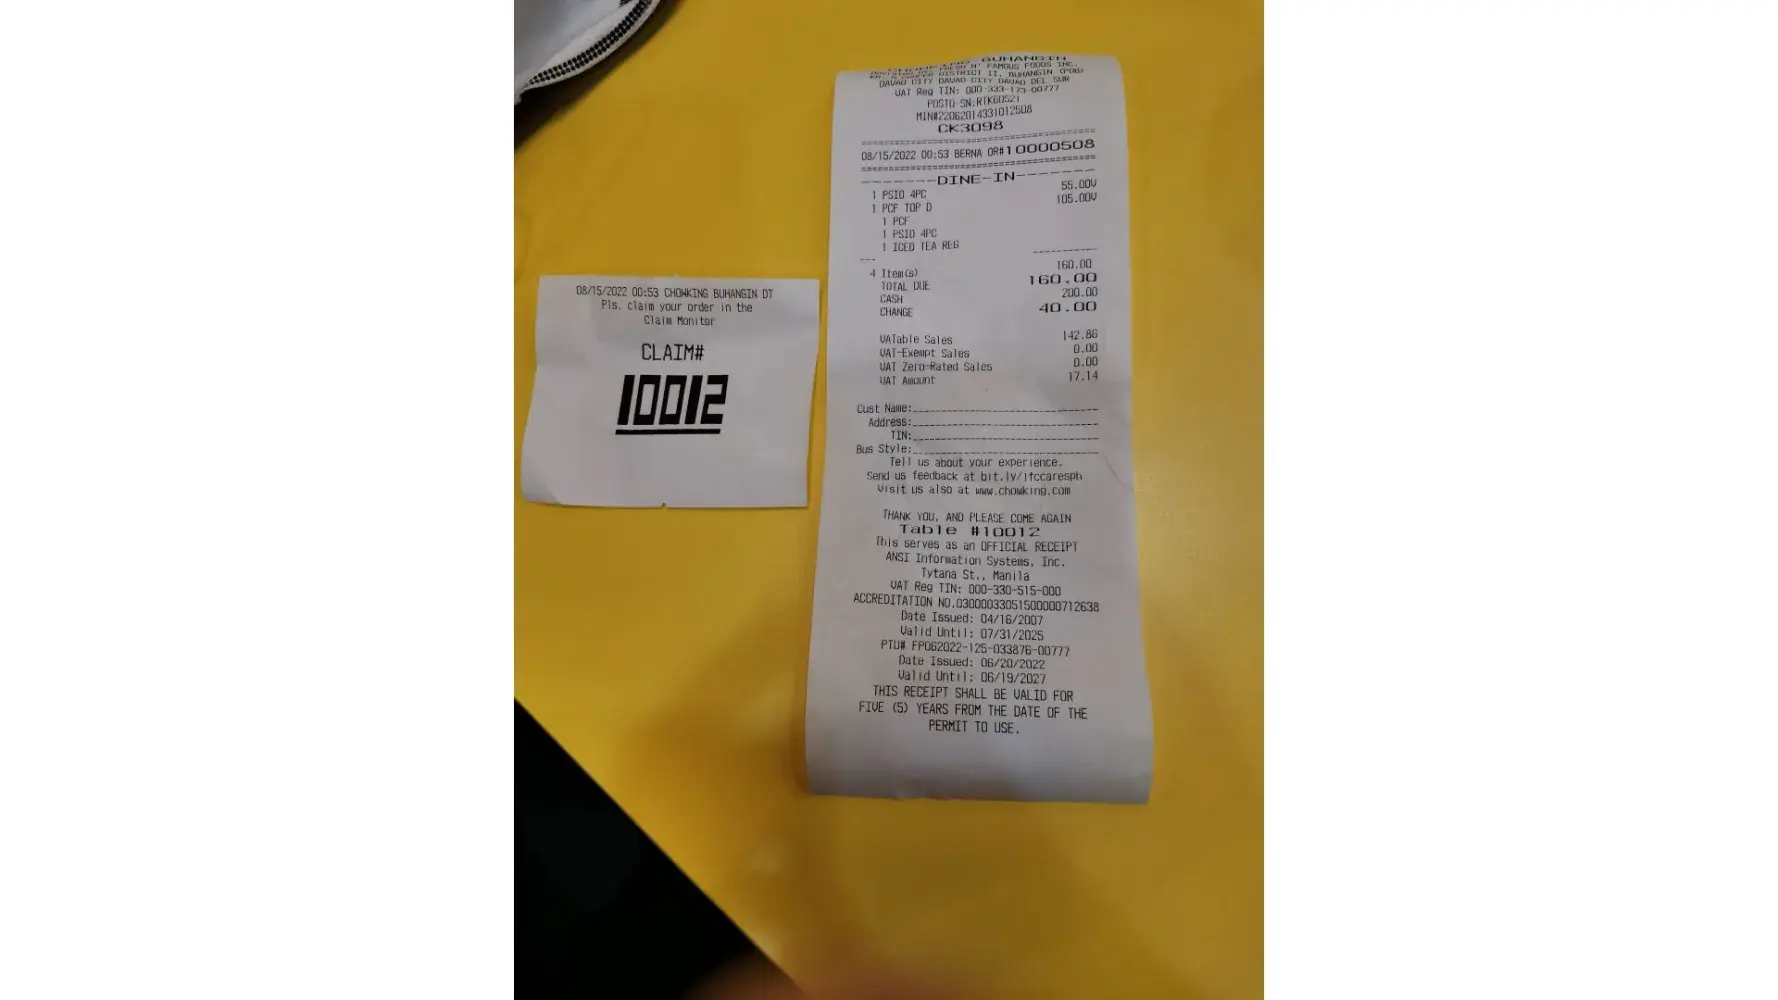 08/15/2022 00:53 CHOWKING BUHANGIN DT
Pls. claim your order in the
Claim Monitor
CLAIM#
10012
CHOWKING BUHANGIN
FRESH N' FAMOUS FOODS INC.
DISTRICT II, BUHANGIN (POB)
DAVAO CITY DAVAO CITY DAVAO DEL SUR
VAT Reg TIN: 000-333-173-00777
POSTO SN:RTK60521
MIN#22062014331012508
CK3098
08/15/2022 00:53 BERNA OR#10000508
-------DINE-IN-------
1 PSIO 4PC 55.00V
1 PCF TOP D 105.00V
1 PCF
1 PSIO 4PC
1 ICED TEA REG
---
4 Item(s) 160.00
TOTAL DUE 160.00
CASH 200.00
CHANGE 40.00
VATable Sales 142.86
VAT-Exempt Sales 0.00
VAT Zero-Rated Sales 0.00
VAT Amount 17.14
Cust Name:
Address:
TIN:
Bus Style:
Tell us about your experience.
Send us feedback at bit.ly/jfccaresph
Visit us also at www.chowking.com
THANK YOU, AND PLEASE COME AGAIN
Table #10012
This serves as an OFFICIAL RECEIPT
ANSI Information Systems, Inc.
Tytana St., Manila
VAT Reg TIN: 000-330-515-000
ACCREDITATION NO.03000033051500000712638
Date Issued: 04/16/2007
Valid Until: 07/31/2025
PTU# FP062022-125-033876-00777
Date Issued: 06/20/2022
Valid Until: 06/19/2027
THIS RECEIPT SHALL BE VALID FOR
FIVE (5) YEARS FROM THE DATE OF THE
PERMIT TO USE.